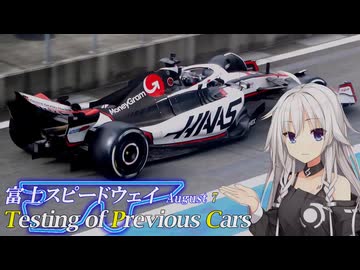 MoneyGram
HAAS
富士スピードウェイ August 7
Testing of Previous Cars